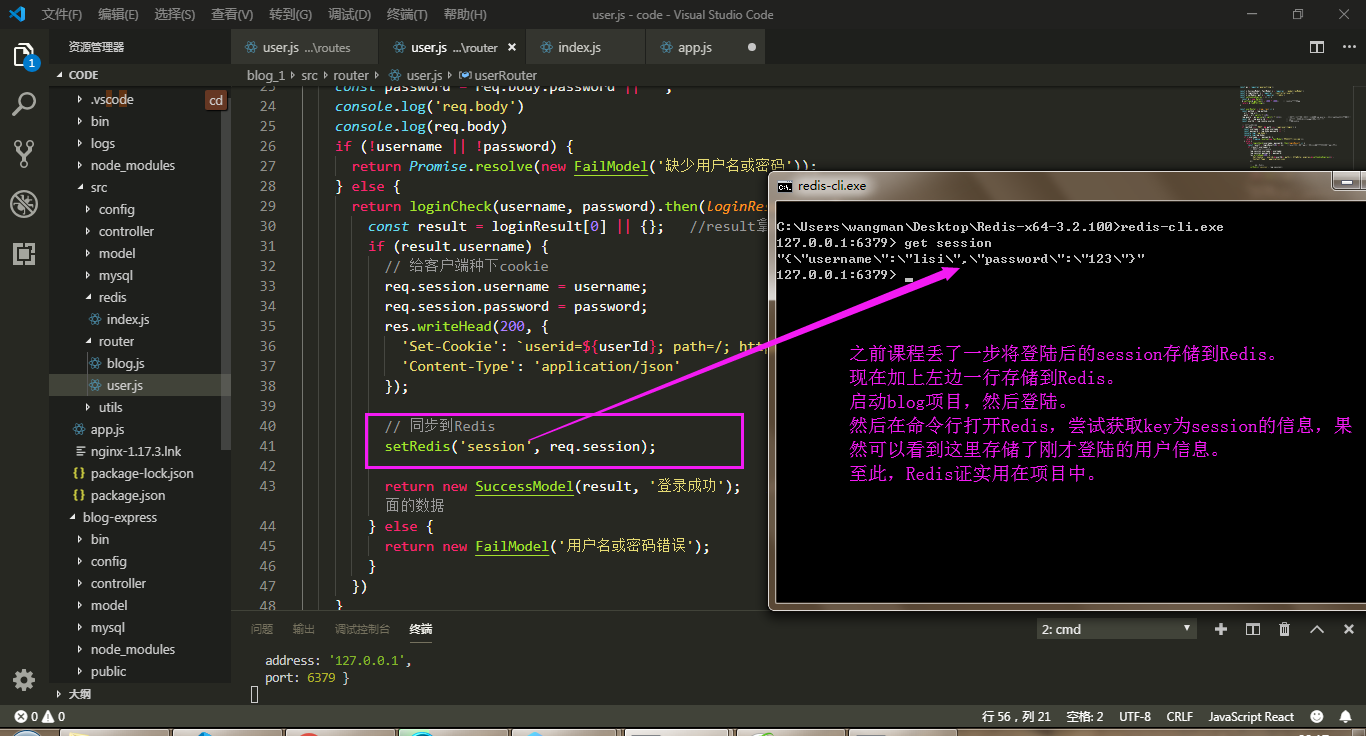 文件(F) 编辑(E) 选择(S) 查看(V) 转到(G) 调试(D) 终端(T) 帮助(H) user.js - code - Visual Studio Code
资源管理器
user.js ...\routes
user.js ...\router ×
index.js
app.js
1
CODE
.vscode
cd
bin
logs
node_modules
src
config
controller
model
mysql
redis
index.js
router
blog.js
user.js
utils
app.js
nginx-1.17.3.lnk
package-lock.json
package.json
blog-express
bin
config
controller
model
mysql
node_modules
public
大纲
blog_1 src router user.js userRouter
23 const password = req.body.password || '';
24 console.log('req.body')
25 console.log(req.body)
26 if (!username || !password) {
27 return Promise.resolve(new FailModel('缺少用户名或密码'));
28 } else {
29 return loginCheck(username, password).then(loginRes
30 const result = loginResult[0] || {}; //result拿
31 if (result.username) {
32 // 给客户端种下cookie
33 req.session.username = username;
34 req.session.password = password;
35 res.writeHead(200, {
36 'Set-Cookie': `userid=${userId}; path=/; htt
37 'Content-Type': 'application/json'
38 });
39
40 // 同步到Redis
41 setRedis('session', req.session);
42
43 return new SuccessModel(result, '登录成功');
面的数据
44 } else {
45 return new FailModel('用户名或密码错误');
46 }
47 })
48 }
redis-cli.exe
C:\Users\wangman\Desktop\Redis-x64-3.2.100>redis-cli.exe
127.0.0.1:6379> get session
"{\"username\":\"lisi\",\"password\":\"123\"}"
127.0.0.1:6379>
之前课程丢了一步将登陆后的session存储到Redis。
现在加上左边一行存储到Redis。
启动blog项目，然后登陆。
然后在命令行打开Redis，尝试获取key为session的信息，果
然可以看到这里存储了刚才登陆的用户信息。
至此，Redis证实用在项目中。
问题 输出 调试控制台 终端
2: cmd
address: '127.0.0.1',
port: 6379 }
0 0
行 56，列 21 空格: 2 UTF-8 CRLF JavaScript React